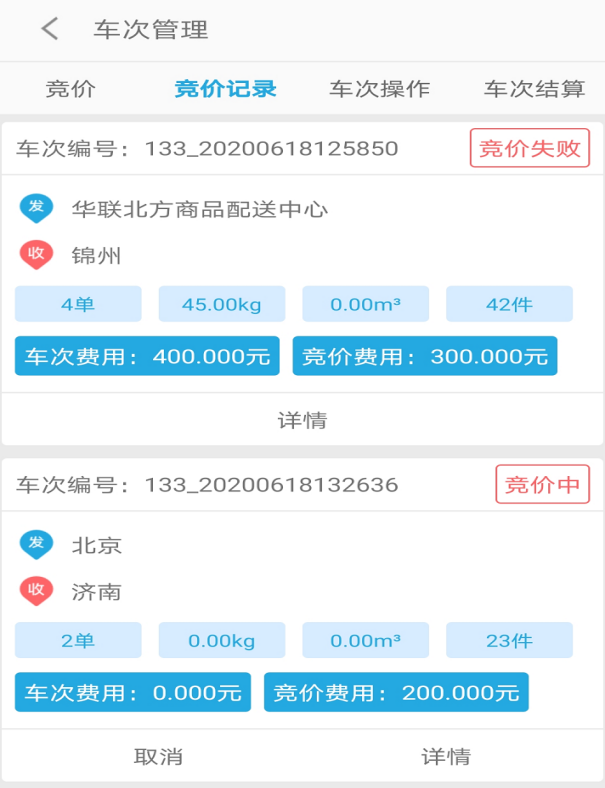 车次管理
竞价 竞价记录 车次操作 车次结算
车次编号：133_20200618125850 竞价失败
发 华联北方商品配送中心
收 锦州
4单 45.00kg 0.00m³ 42件
车次费用：400.000元 竞价费用：300.000元
详情
车次编号：133_20200618132636 竞价中
发 北京
收 济南
2单 0.00kg 0.00m³ 23件
车次费用：0.000元 竞价费用：200.000元
取消 详情